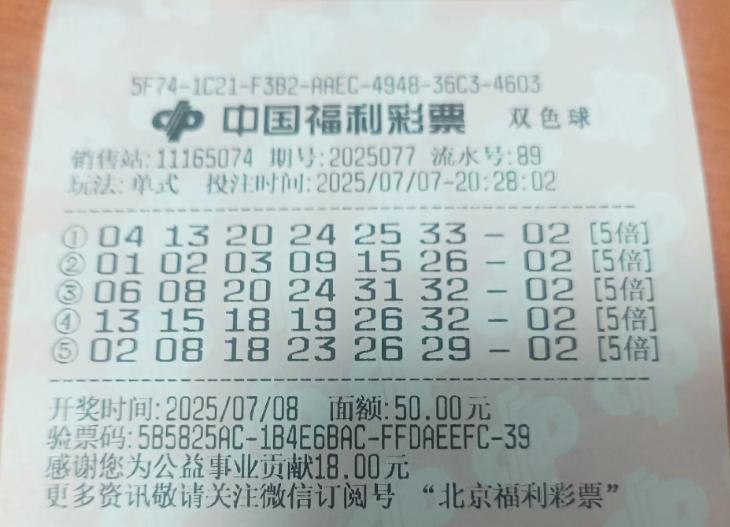 5F74-1C21-F3B2-AAEC-4948-36C3-4603
中国福利彩票 双色球
销售站:11165074 期号:2025077 流水号:89
玩法:单式 投注时间:2025/07/07-20:28:02
① 04 13 20 24 25 33 - 02 [5倍]
② 01 02 03 09 15 26 - 02 [5倍]
③ 06 08 20 24 31 32 - 02 [5倍]
④ 13 15 18 19 26 32 - 02 [5倍]
⑤ 02 08 18 23 26 29 - 02 [5倍]
开奖时间:2025/07/08 面额:50.00元
验票码:5B5825AC-1B4E6BAC-FFDAEEFC-39
感谢您为公益事业贡献18.00元
更多资讯敬请关注微信订阅号 “北京福利彩票”